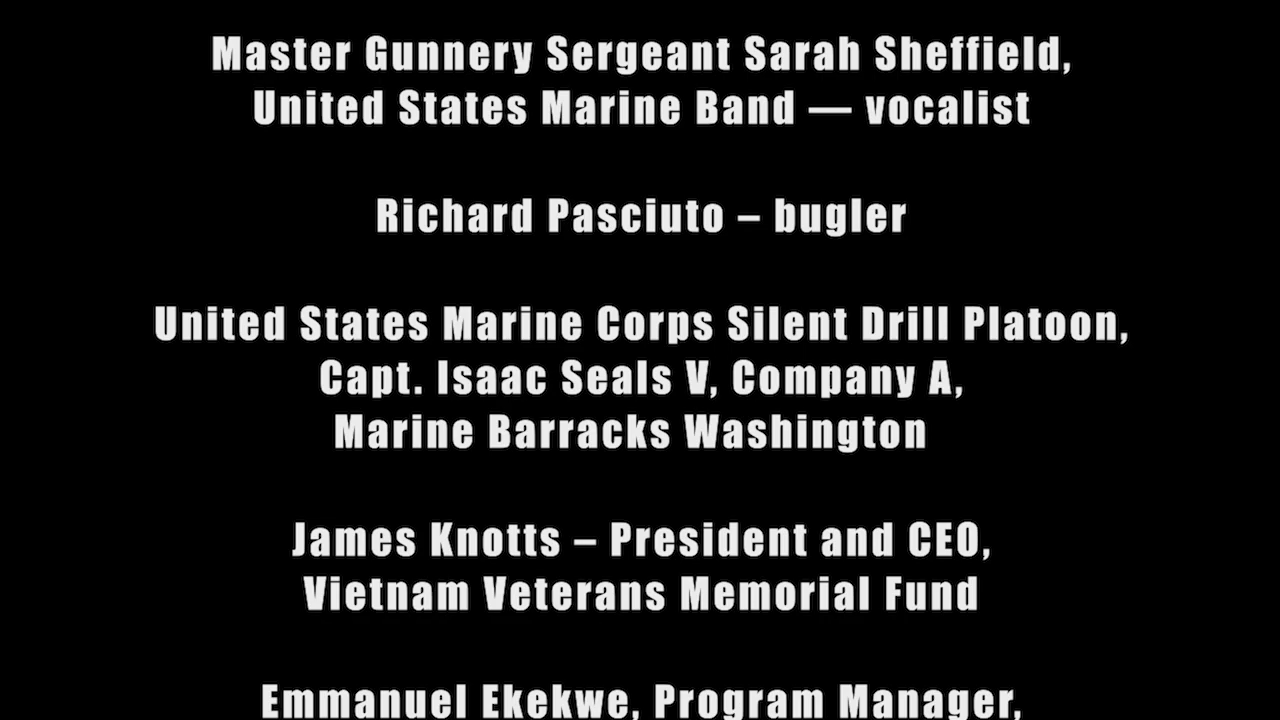 Master Gunnery Sergeant Sarah Sheffield,
United States Marine Band — vocalist
Richard Pasciuto – bugler
United States Marine Corps Silent Drill Platoon,
Capt. Isaac Seals V, Company A,
Marine Barracks Washington
James Knotts – President and CEO,
Vietnam Veterans Memorial Fund
Emmanuel Ekekwe, Program Manager,